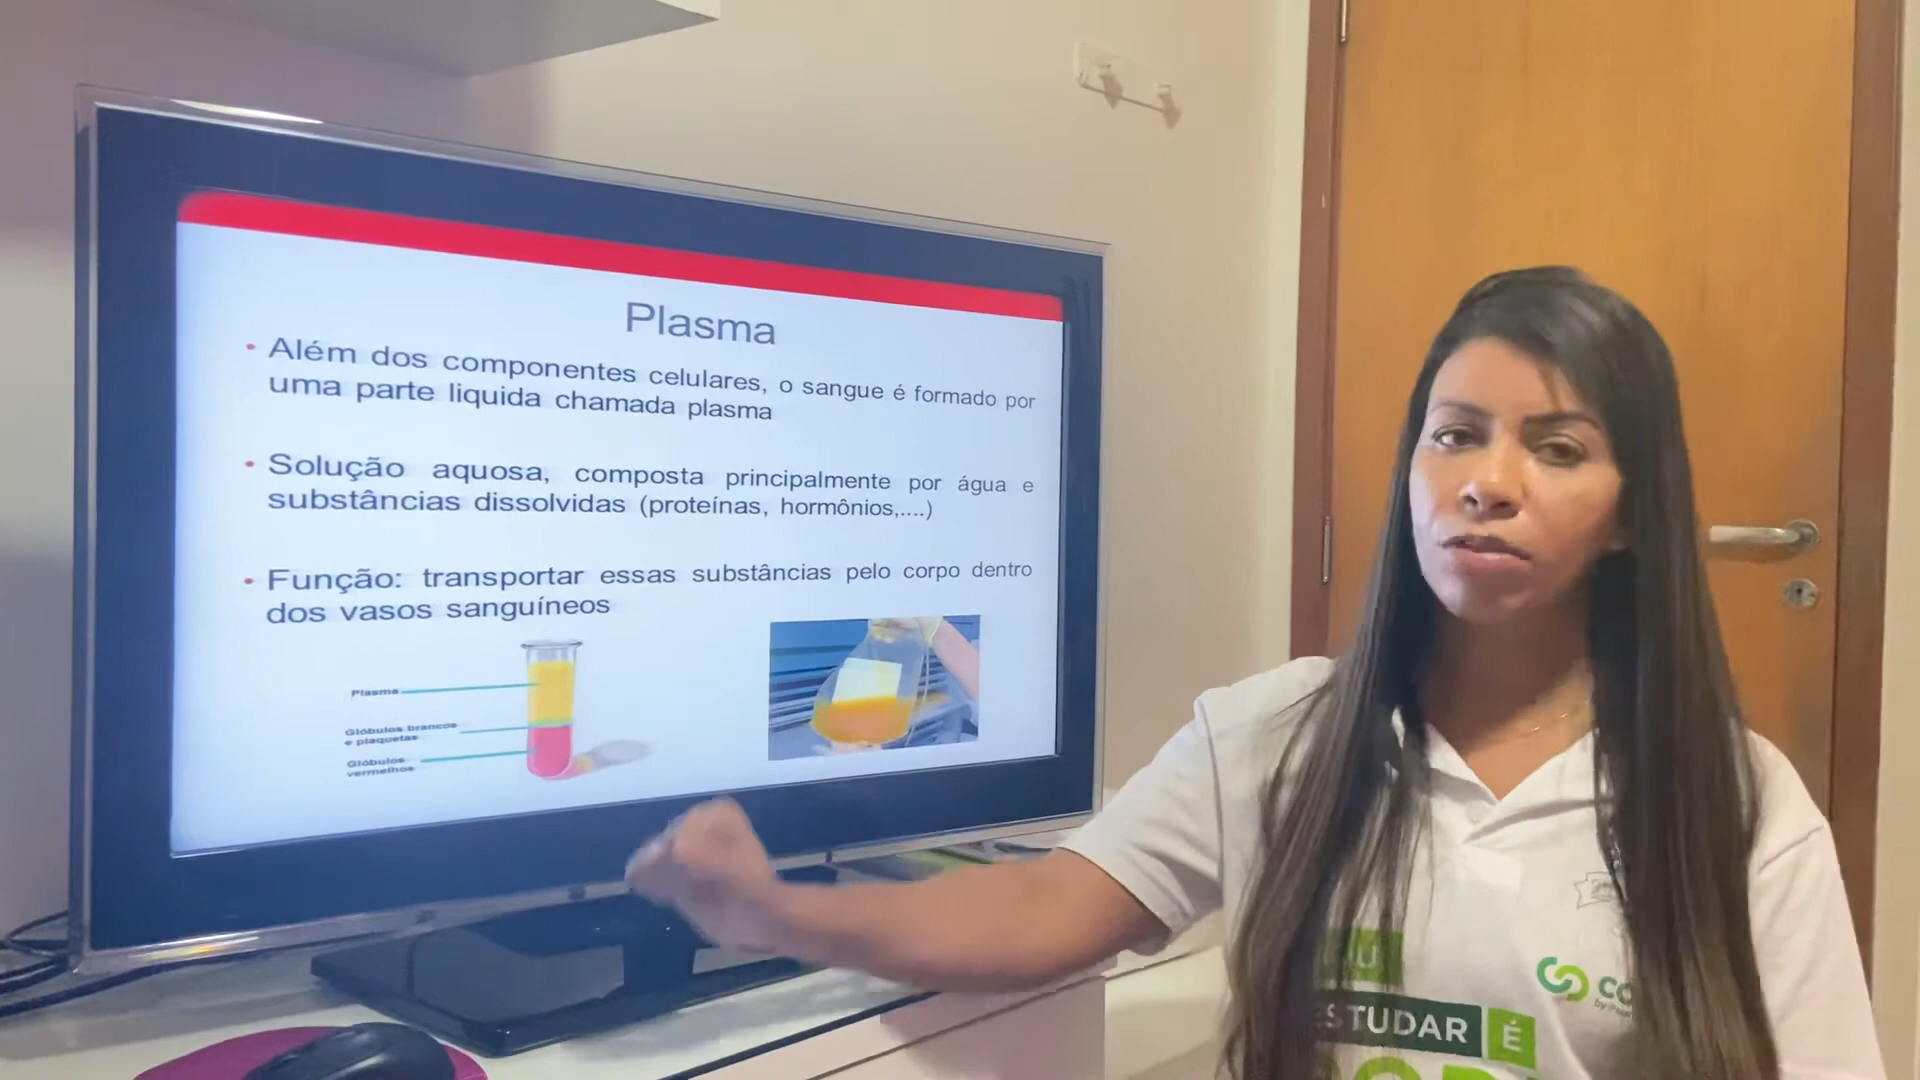 Plasma
• Além dos componentes celulares, o sangue é formado por
uma parte liquida chamada plasma
• Solução aquosa, composta principalmente por água e
substâncias dissolvidas (proteínas, hormônios,....)
• Função: transportar essas substâncias pelo corpo dentro
dos vasos sanguíneos
Plasma
Glóbulos brancos
e plaquetas
Glóbulos
vermelhos
STUDAR É